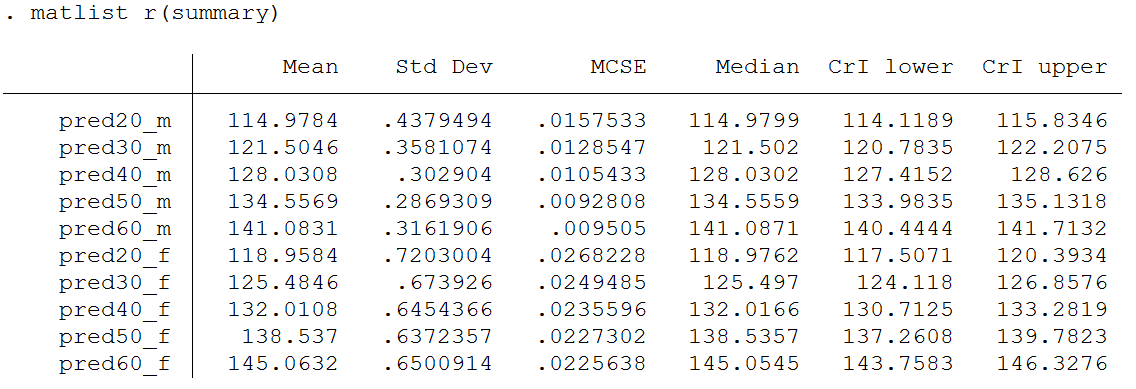 . matlist r(summary)
Mean Std Dev MCSE Median CrI lower CrI upper
pred20_m 114.9784 .4379494 .0157533 114.9799 114.1189 115.8346
pred30_m 121.5046 .3581074 .0128547 121.502 120.7835 122.2075
pred40_m 128.0308 .302904 .0105433 128.0302 127.4152 128.626
pred50_m 134.5569 .2869309 .0092808 134.5559 133.9835 135.1318
pred60_m 141.0831 .3161906 .009505 141.0871 140.4444 141.7132
pred20_f 118.9584 .7203004 .0268228 118.9762 117.5071 120.3934
pred30_f 125.4846 .673926 .0249485 125.497 124.118 126.8576
pred40_f 132.0108 .6454366 .0235596 132.0166 130.7125 133.2819
pred50_f 138.537 .6372357 .0227302 138.5357 137.2608 139.7823
pred60_f 145.0632 .6500914 .0225638 145.0545 143.7583 146.3276